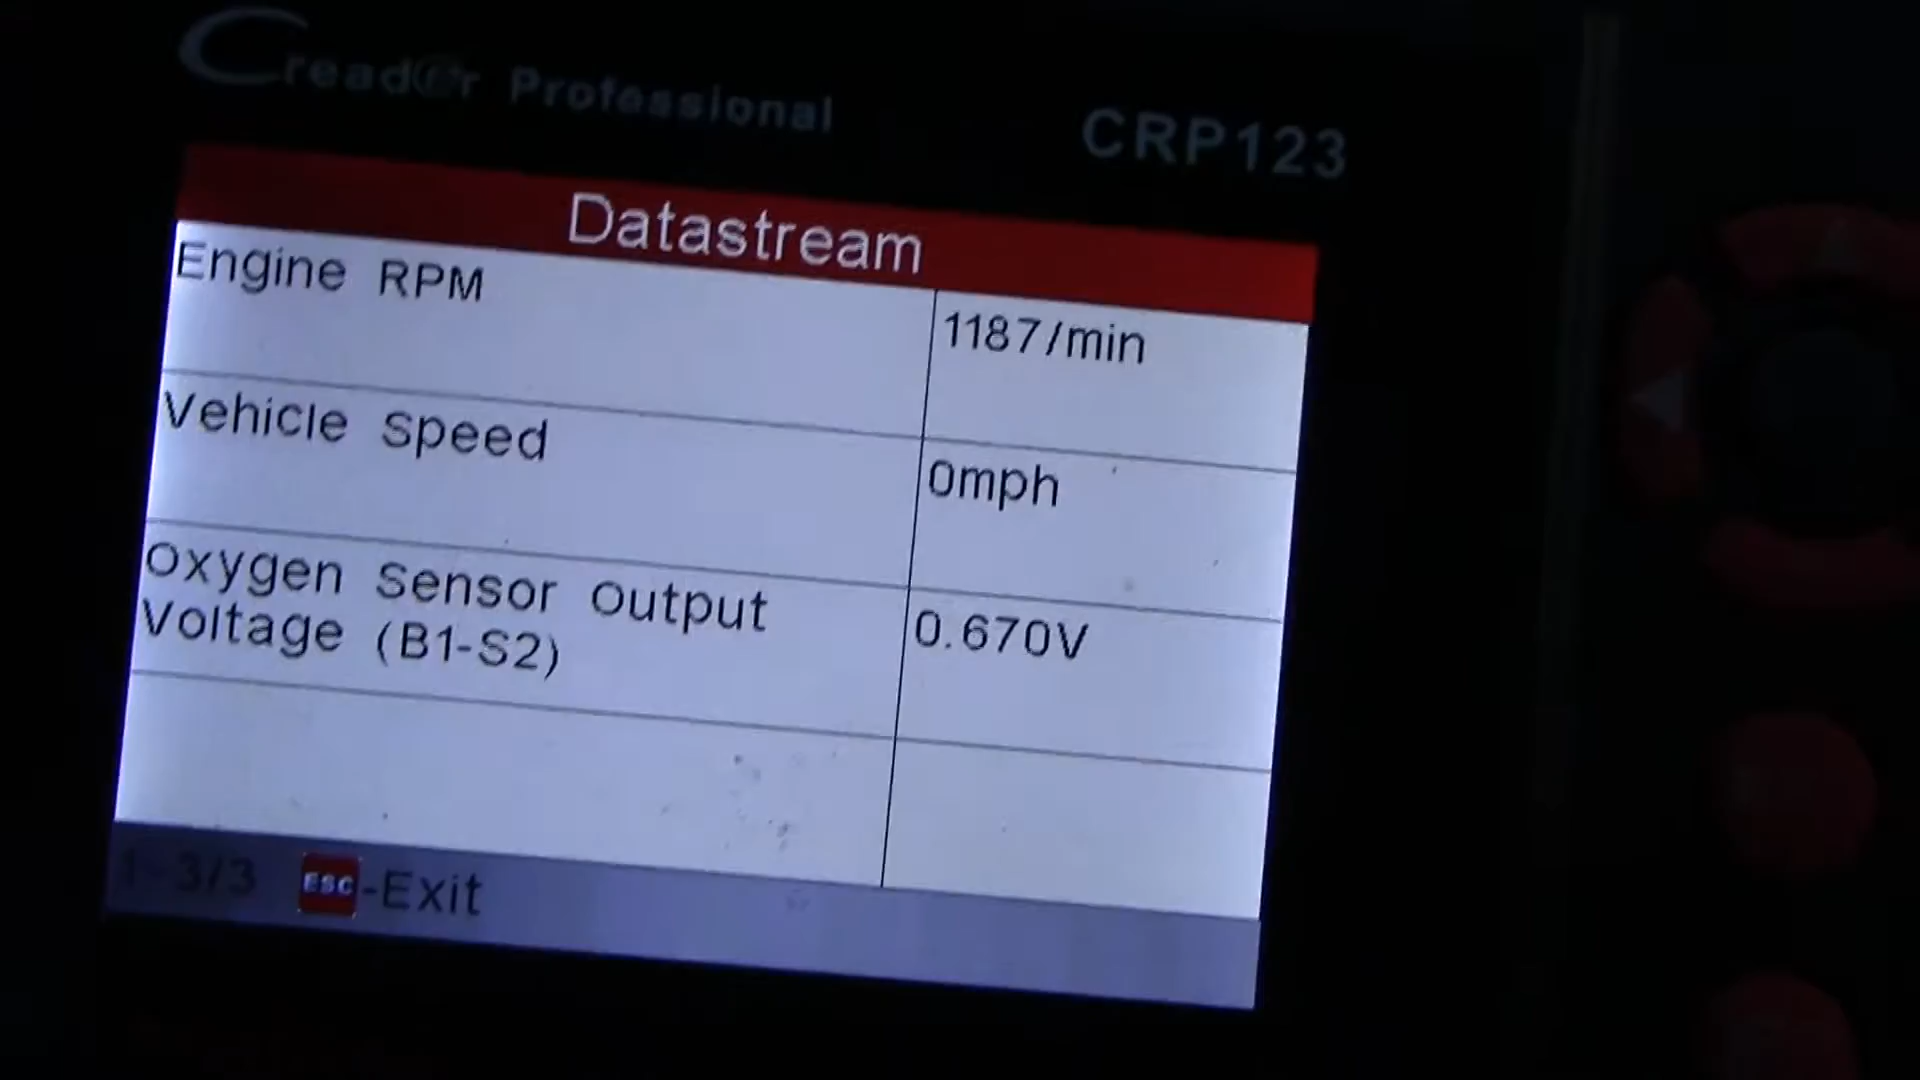 Creader Professional
CRP123
Datastream
Engine RPM
1187/min
Vehicle Speed
0mph
Oxygen Sensor Output
Voltage (B1-S2)
0.670V
1-3/3 ESC-Exit